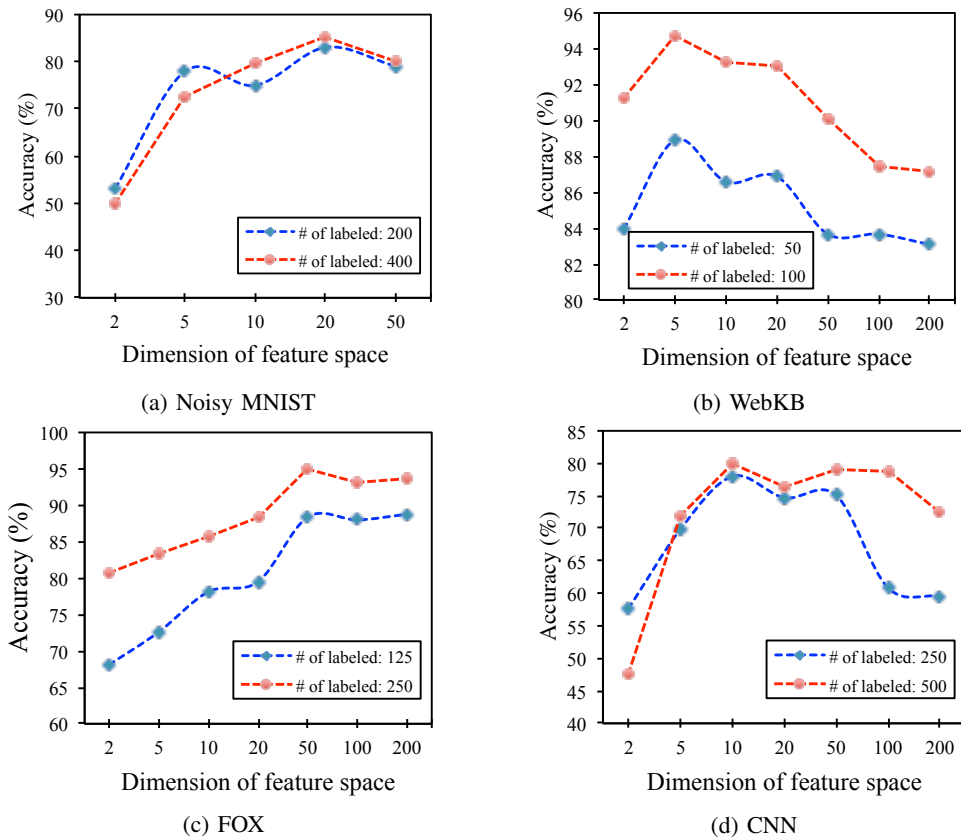 90
80
70
60
50
40
30
Accuracy (%)
# of labeled: 200
# of labeled: 400
2 5 10 20 50
Dimension of feature space
(a) Noisy MNIST
96
94
92
90
88
86
84
82
80
Accuracy (%)
# of labeled: 50
# of labeled: 100
2 5 10 20 50 100 200
Dimension of feature space
(b) WebKB
100
95
90
85
80
75
70
65
60
Accuracy (%)
# of labeled: 125
# of labeled: 250
2 5 10 20 50 100 200
Dimension of feature space
(c) FOX
85
80
75
70
65
60
55
50
45
40
Accuracy (%)
# of labeled: 250
# of labeled: 500
2 5 10 20 50 100 200
Dimension of feature space
(d) CNN